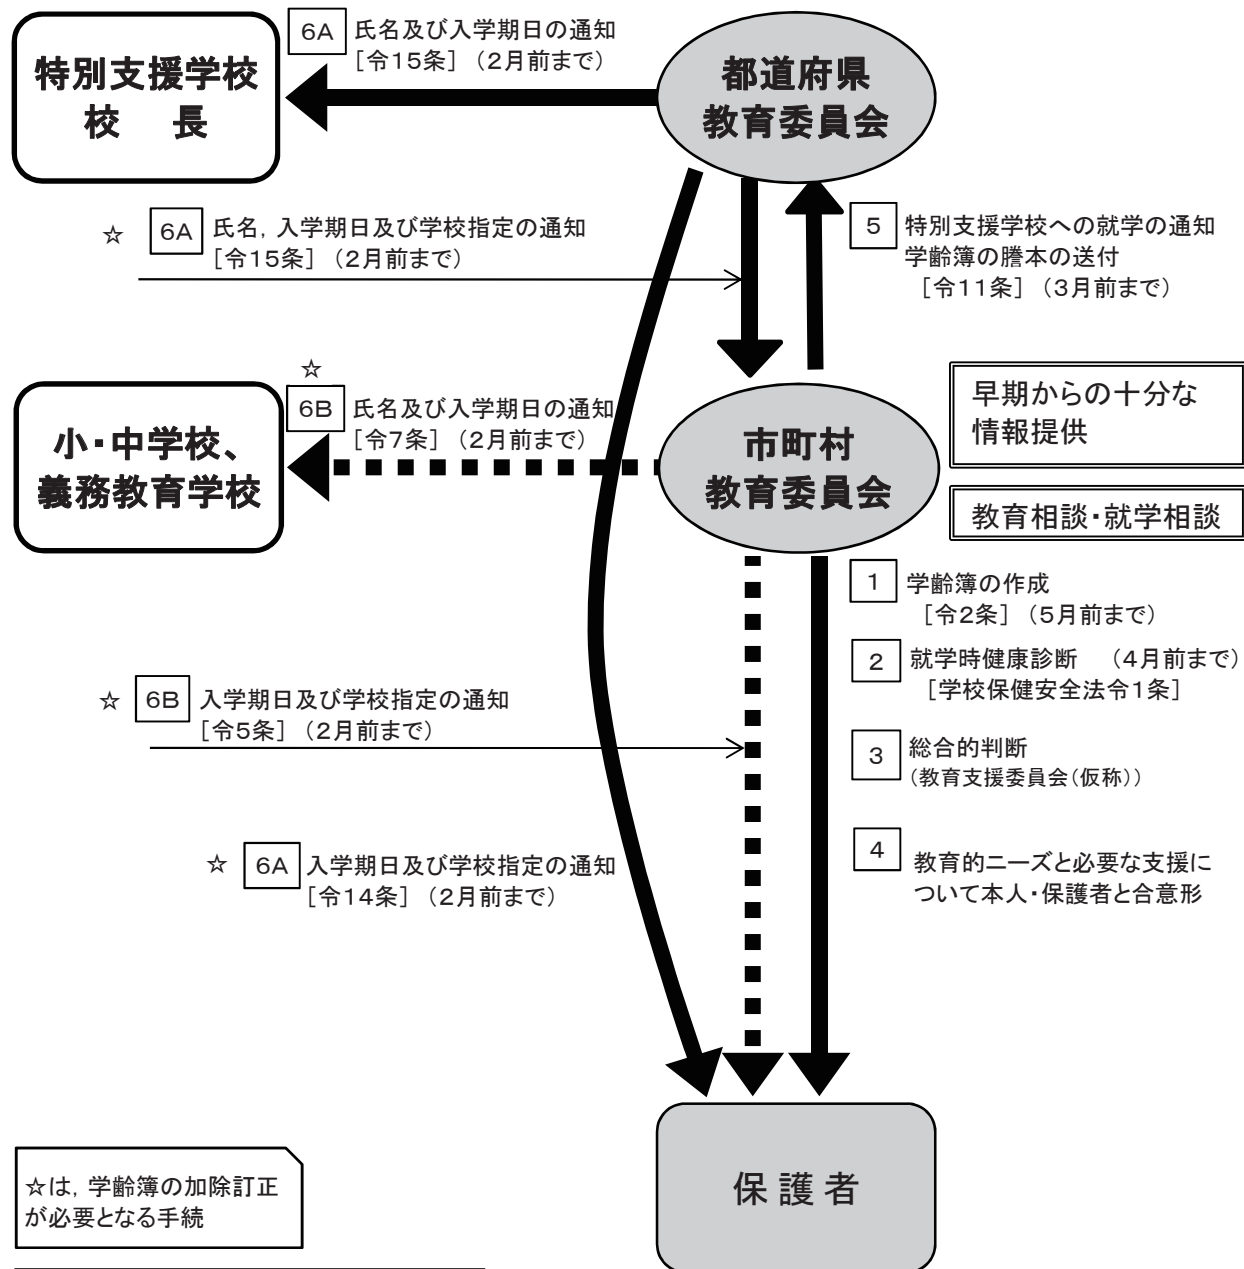 6A 氏名及び入学期日の通知
[令15条] (2月前まで)
特別支援学校
校 長
都道府県
教育委員会
☆ 6A 氏名，入学期日及び学校指定の通知
[令15条] (2月前まで)
5 特別支援学校への就学の通知
学齢簿の謄本の送付
[令11条] (3月前まで)
☆
6B 氏名及び入学期日の通知
[令7条] (2月前まで)
小・中学校、
義務教育学校
市町村
教育委員会
早期からの十分な
情報提供
教育相談・就学相談
1 学齢簿の作成
[令2条] (5月前まで)
2 就学時健康診断 (4月前まで)
[学校保健安全法令1条]
☆ 6B 入学期日及び学校指定の通知
[令5条] (2月前まで)
3 総合的判断
(教育支援委員会(仮称))
☆ 6A 入学期日及び学校指定の通知
[令14条] (2月前まで)
4 教育的ニーズと必要な支援に
ついて本人・保護者と合意形
保護者
☆は，学齢簿の加除訂正
が必要となる手続